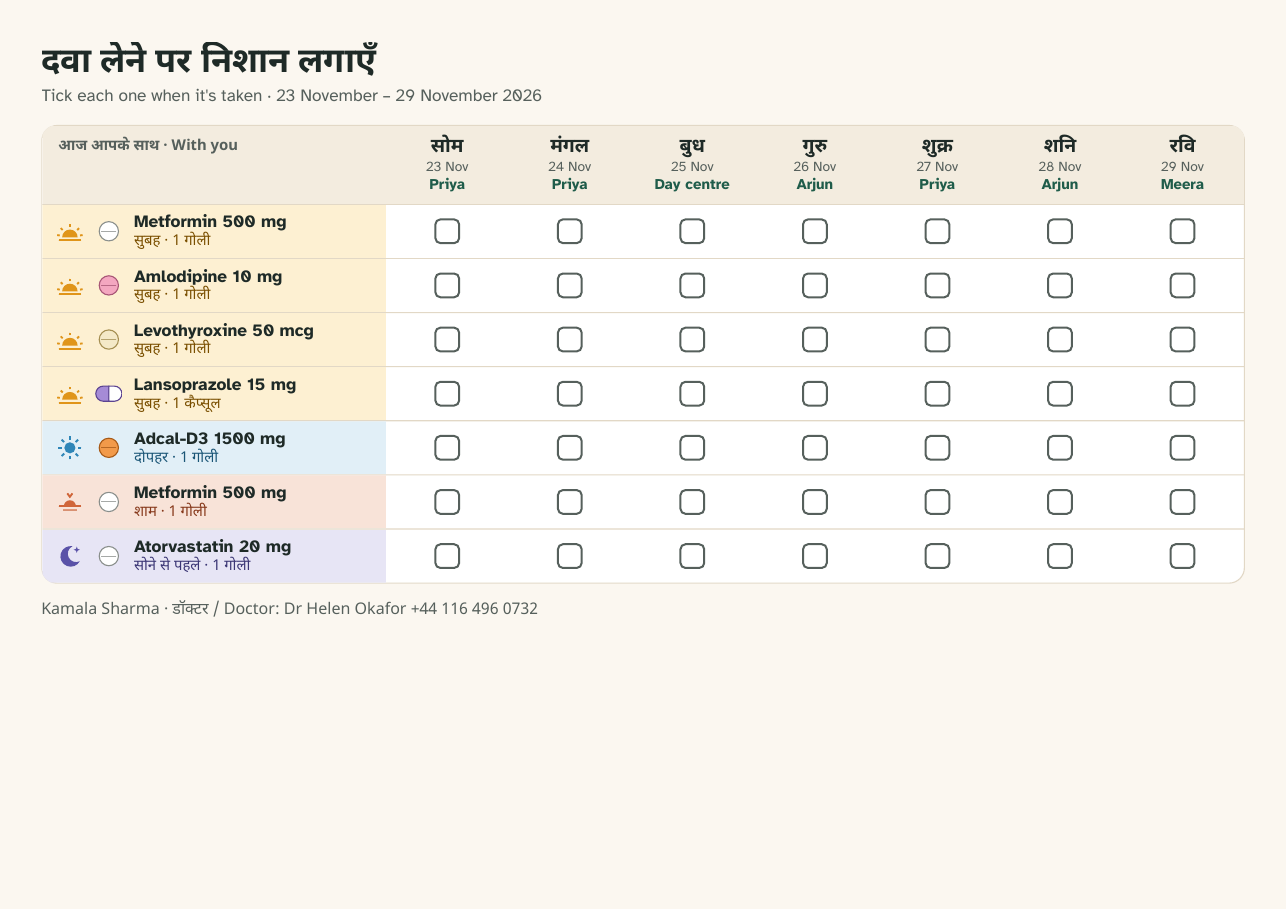 दवा लेने पर निशान लगाएँ
Tick each one when it's taken · 23 November – 29 November 2026
आज आपके साथ · With you
सोम मंगल बुध गुरु शुक्र शनि रवि
23 Nov 24 Nov 25 Nov 26 Nov 27 Nov 28 Nov 29 Nov
Priya Priya Day centre Arjun Priya Arjun Meera
Metformin 500 mg
सुबह · 1 गोली
Amlodipine 10 mg
सुबह · 1 गोली
Levothyroxine 50 mcg
सुबह · 1 गोली
Lansoprazole 15 mg
सुबह · 1 कैप्सूल
Adcal-D3 1500 mg
दोपहर · 1 गोली
Metformin 500 mg
शाम · 1 गोली
Atorvastatin 20 mg
सोने से पहले · 1 गोली
Kamala Sharma · डॉक्टर / Doctor: Dr Helen Okafor +44 116 496 0732